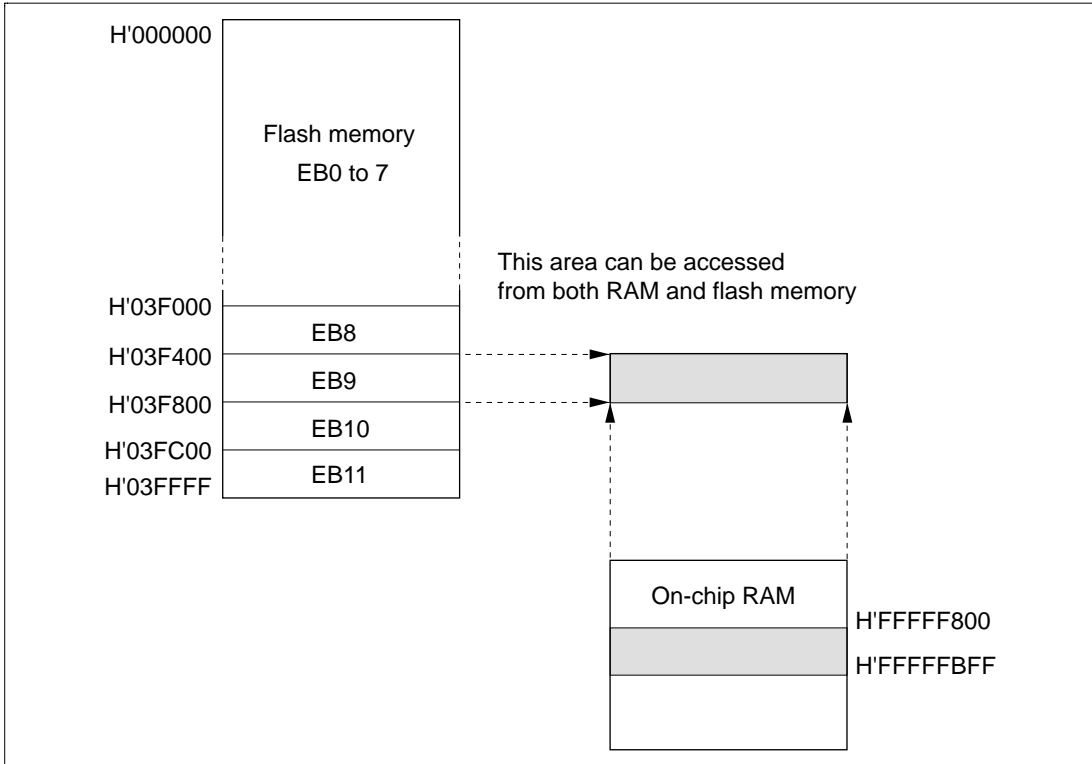 H'000000
Flash memory
EB0 to 7
This area can be accessed
from both RAM and flash memory
H'03F000
EB8
H'03F400
EB9
H'03F800
EB10
H'03FC00
EB11
H'03FFFF
On-chip RAM
H'FFFFF800
H'FFFFFBFF